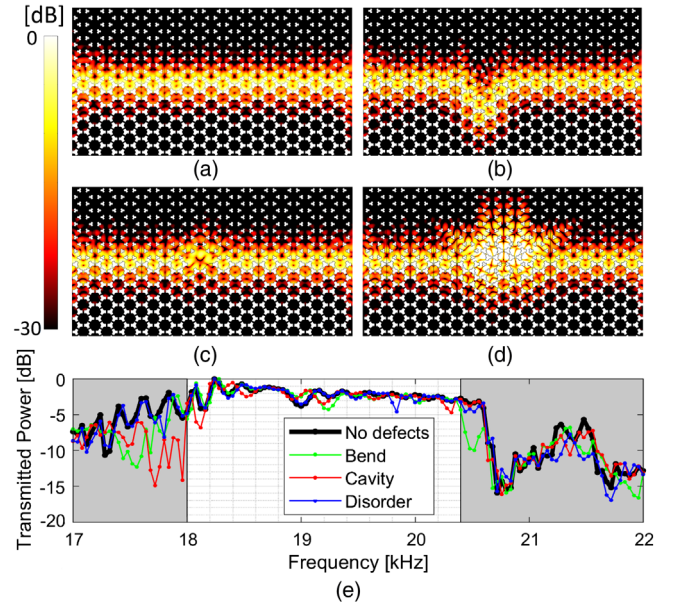 [dB]
0
-30
(a)
(b)
(c)
(d)
Transmitted Power [dB]
0
-5
-10
-15
-20
No defects
Bend
Cavity
Disorder
17 18 19 20 21 22
Frequency [kHz]
(e)